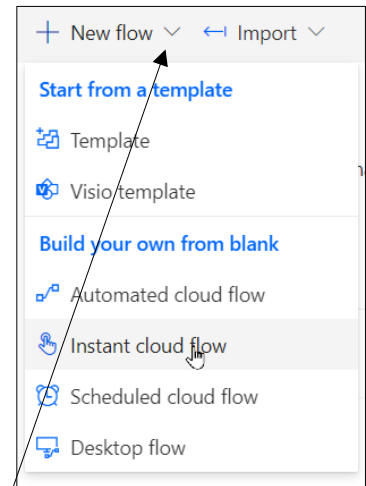 New flow Import
Start from a template
Template
Visio template
Build your own from blank
Automated cloud flow
Instant cloud flow
Scheduled cloud flow
Desktop flow